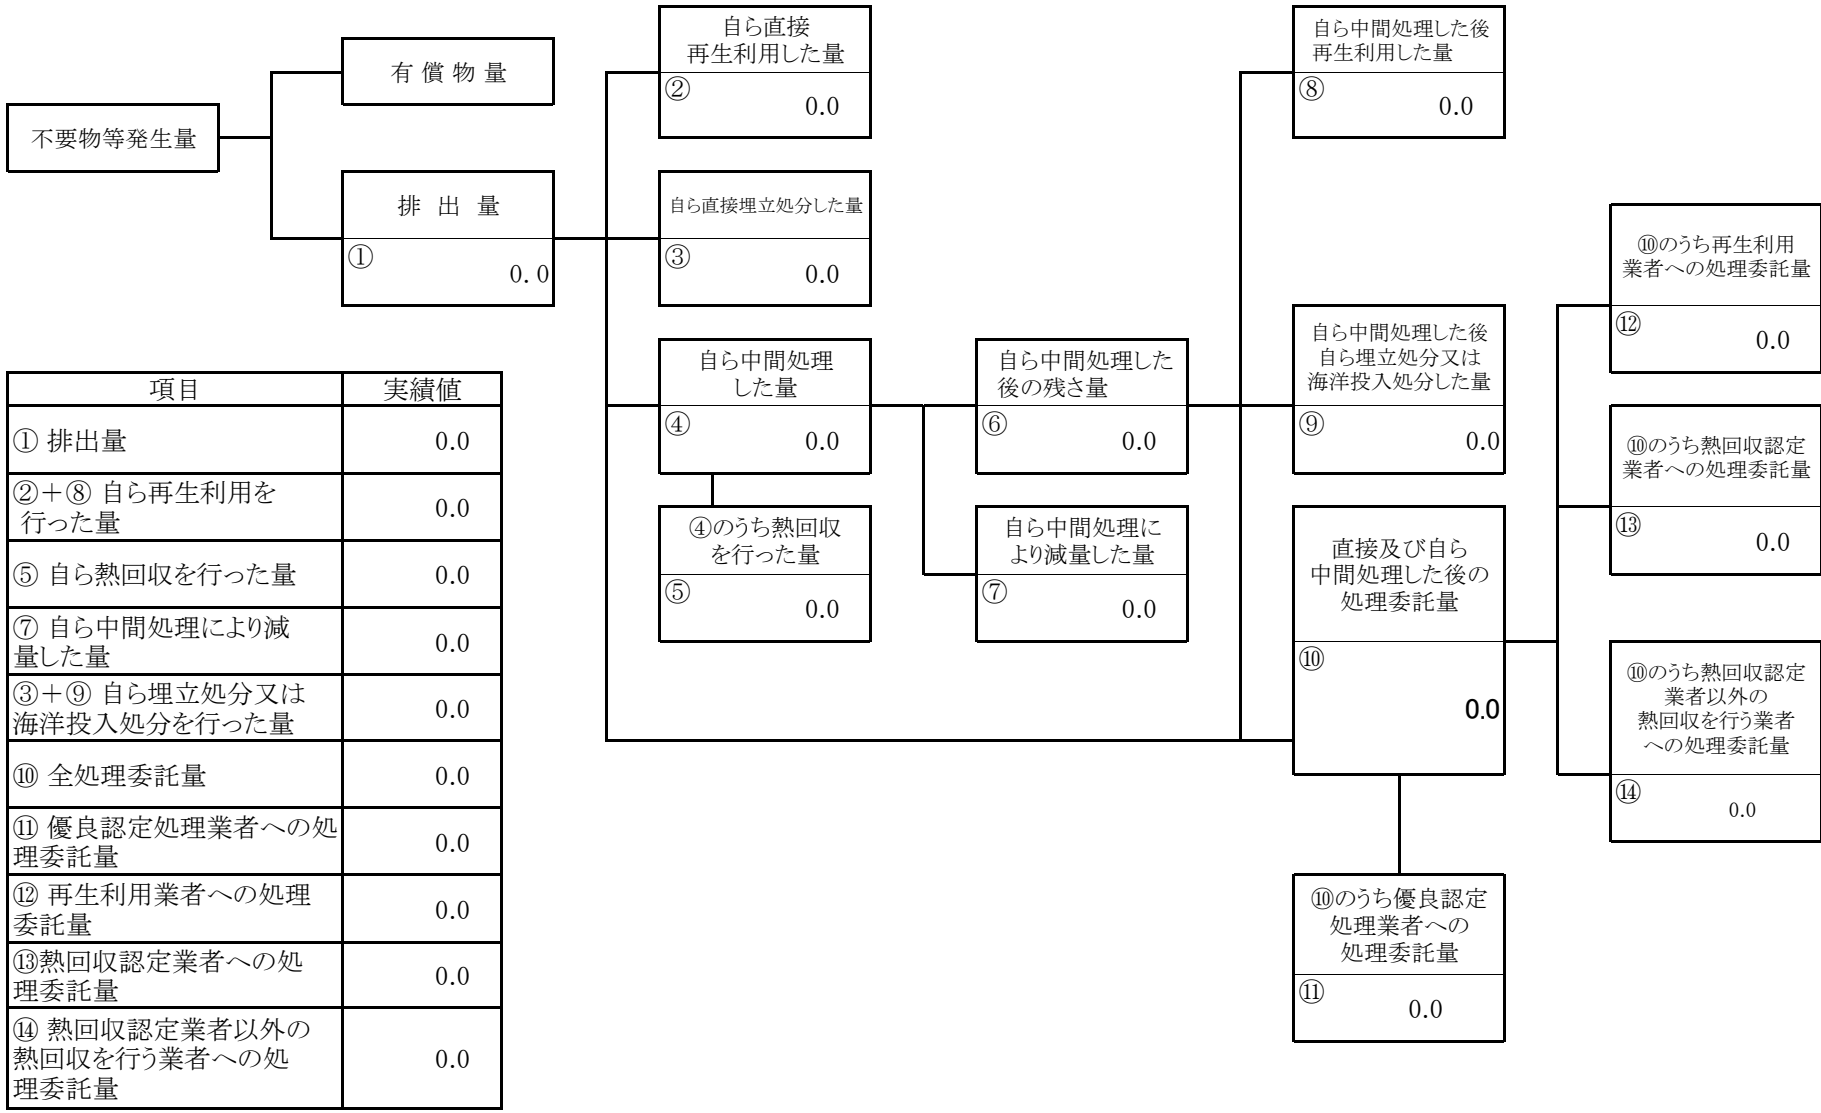 不要物等発生量
有 償 物 量
排 出 量
①
0.0
自ら直接
再生利用した量
②
0.0
自ら直接埋立処分した量
③
0.0
自ら中間処理
した量
④
0.0
④のうち熱回収
を行った量
⑤
0.0
自ら中間処理した
後の残さ量
⑥
0.0
自ら中間処理に
より減量した量
⑦
0.0
自ら中間処理した後
再生利用した量
⑧
0.0
自ら中間処理した後
自ら埋立処分又は
海洋投入処分した量
⑨
0.0
直接及び自ら
中間処理した後の
処理委託量
⑩
0.0
⑩のうち優良認定
処理業者への
処理委託量
⑪
0.0
⑩のうち再生利用
業者への処理委託量
⑫
0.0
⑩のうち熱回収認定
業者への処理委託量
⑬
0.0
⑩のうち熱回収認定
業者以外の
熱回収を行う業者
への処理委託量
⑭
0.0
項目 実績値
① 排出量 0.0
②+⑧ 自ら再生利用を
行った量 0.0
⑤ 自ら熱回収を行った量 0.0
⑦ 自ら中間処理により減
量した量 0.0
③+⑨ 自ら埋立処分又は
海洋投入処分を行った量 0.0
⑩ 全処理委託量 0.0
⑪ 優良認定処理業者への処
理委託量 0.0
⑫ 再生利用業者への処理
委託量 0.0
⑬熱回収認定業者への処
理委託量 0.0
⑭ 熱回収認定業者以外の
熱回収を行う業者への処
理委託量 0.0